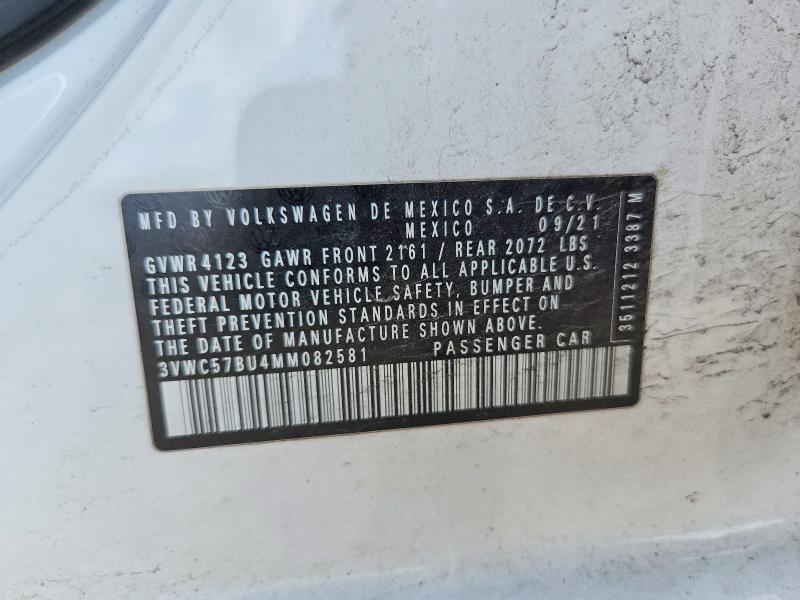 MFD BY VOLKSWAGEN DE MEXICO S.A. DE C.V.
MEXICO 09/21
GVWR 4123 GAWR FRONT 2161 / REAR 2072 LBS
THIS VEHICLE CONFORMS TO ALL APPLICABLE U.S.
FEDERAL MOTOR VEHICLE SAFETY, BUMPER AND
THEFT PREVENTION STANDARDS IN EFFECT ON
THE DATE OF MANUFACTURE SHOWN ABOVE.
3VWC57BU4MM082581 PASSENGER CAR
3511212 3387 M